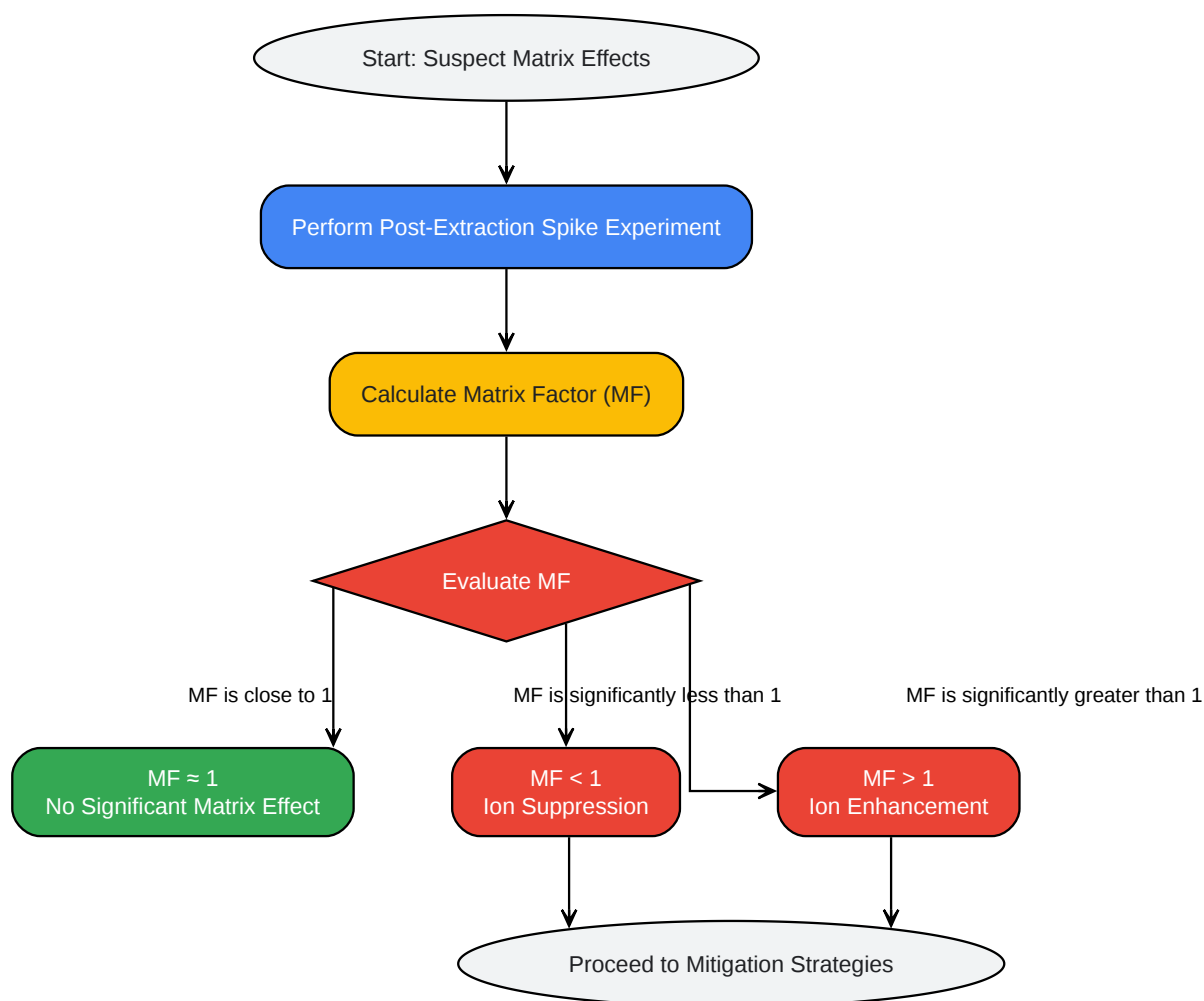 Start: Suspect Matrix Effects
Perform Post-Extraction Spike Experiment
Calculate Matrix Factor (MF)
Evaluate MF
MF is close to 1
MF is significantly less than 1
MF is significantly greater than 1
MF ≈ 1
No Significant Matrix Effect
MF < 1
Ion Suppression
MF > 1
Ion Enhancement
Proceed to Mitigation Strategies